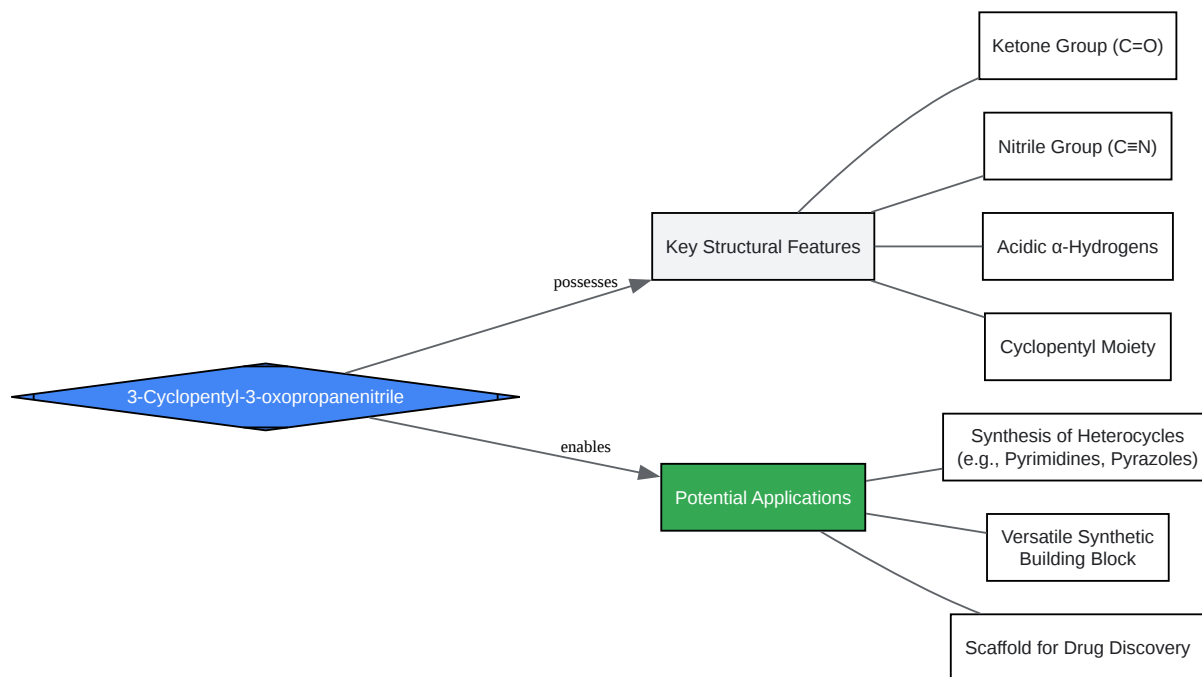 Ketone Group (C=O)
Nitrile Group (C≡N)
Key Structural Features
Acidic α-Hydrogens
possesses
Cyclopentyl Moiety
3-Cyclopentyl-3-oxopropanenitrile
enables
Synthesis of Heterocycles
(e.g., Pyrimidines, Pyrazoles)
Potential Applications
Versatile Synthetic
Building Block
Scaffold for Drug Discovery